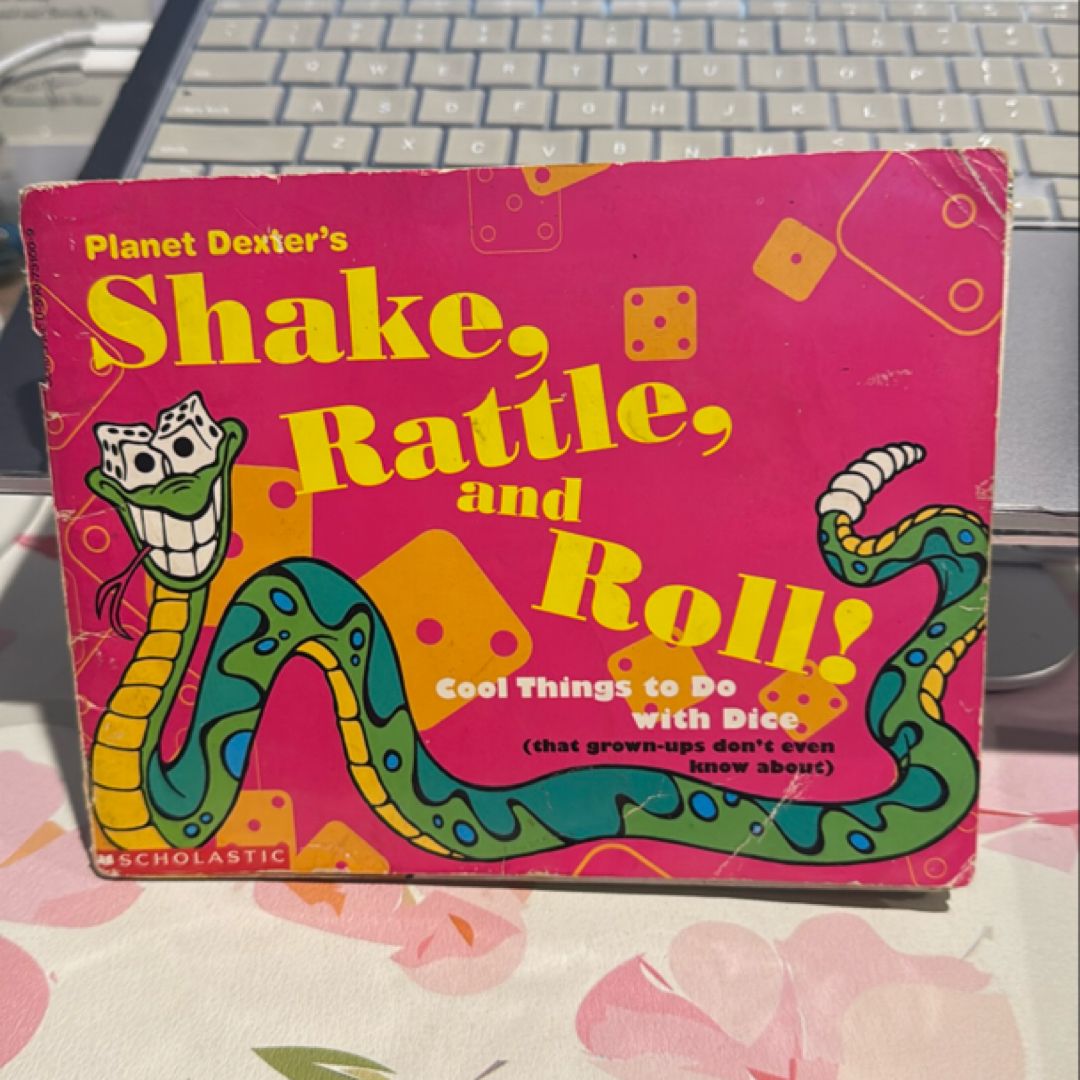 Q W E R T Y U I O P
A S D F G H J K L
Z X C V B N M
Planet Dexter's
Shake,
Rattle,
and
Roll!
Cool Things to Do
with Dice
(that grown-ups don't even
know about)
SCHOLASTIC